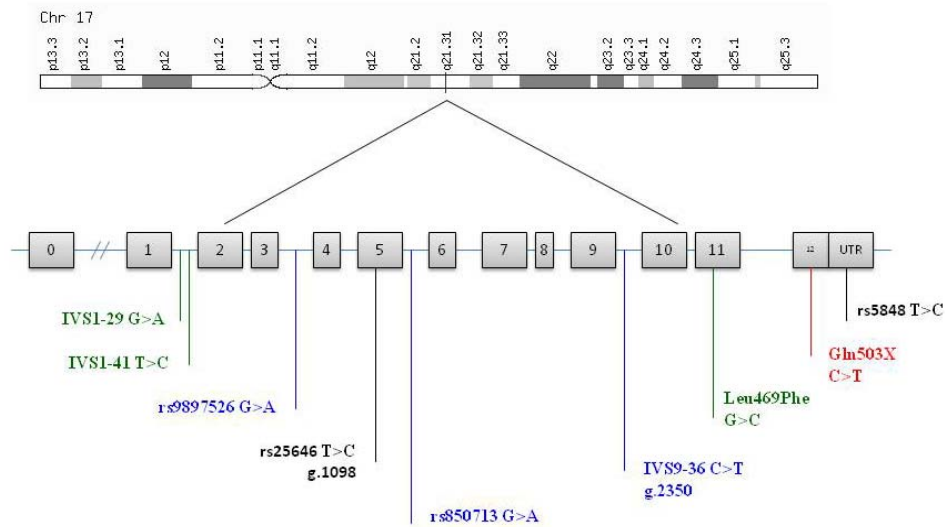 Chr 17
p13.3 p13.2 p13.1 p12 p11.2 p11.1 q11.1 q11.2 q12 q21.2 q21.31 q21.32 q21.33 q22 q23.2 q23.3 q24.1 q24.2 q24.3 q25.1 q25.3
0 // 1 2 3 4 5 6 7 8 9 10 11 12 UTR
IVS1-29 G>A
IVS1-41 T>C
rs9897526 G>A
rs25646 T>C
g.1098
rs850713 G>A
IVS9-36 C>T
g.2350
Leu469Phe
G>C
Gln503X
C>T
rs5848 T>C